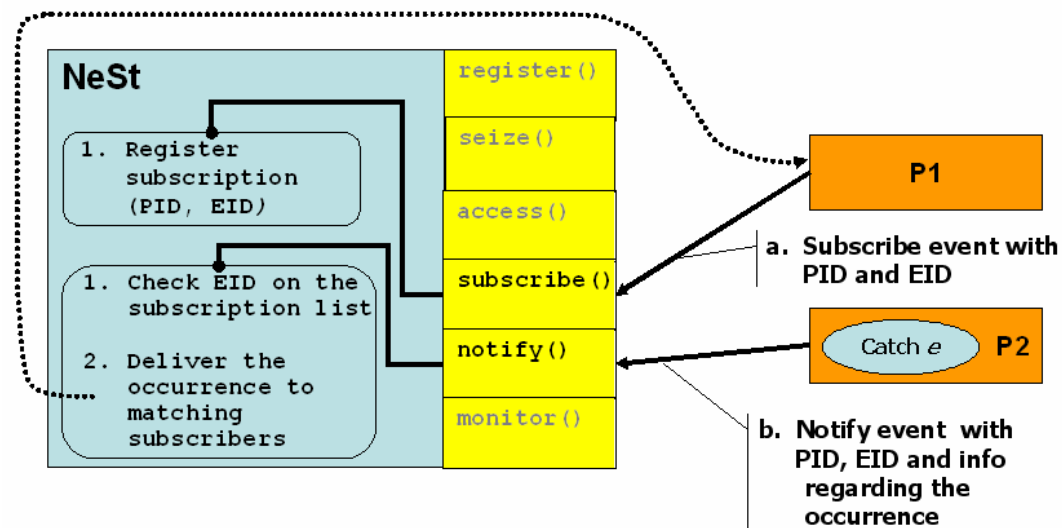 NeSt
1. Register
subscription
(PID, EID)
1. Check EID on the
subscription list
2. Deliver the
occurrence to
matching
subscribers
register()
seize()
access()
subscribe()
notify()
monitor()
P1
a. Subscribe event with
PID and EID
Catch e
P2
b. Notify event with
PID, EID and info
regarding the
occurrence